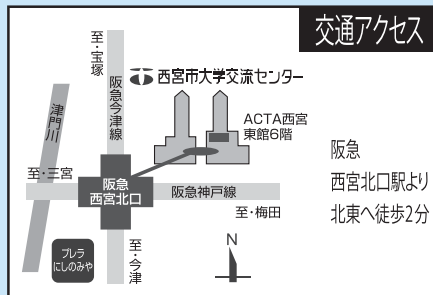 交通アクセス
至・宝塚
阪急今津線
西宮市大学交流センター
津門川
ACTA西宮
東館6階
至・三宮
阪急
西宮北口
阪急神戸線
至・梅田
プレラ
にしのみや
至・今津
N
阪急
西宮北口駅より
北東へ徒歩2分